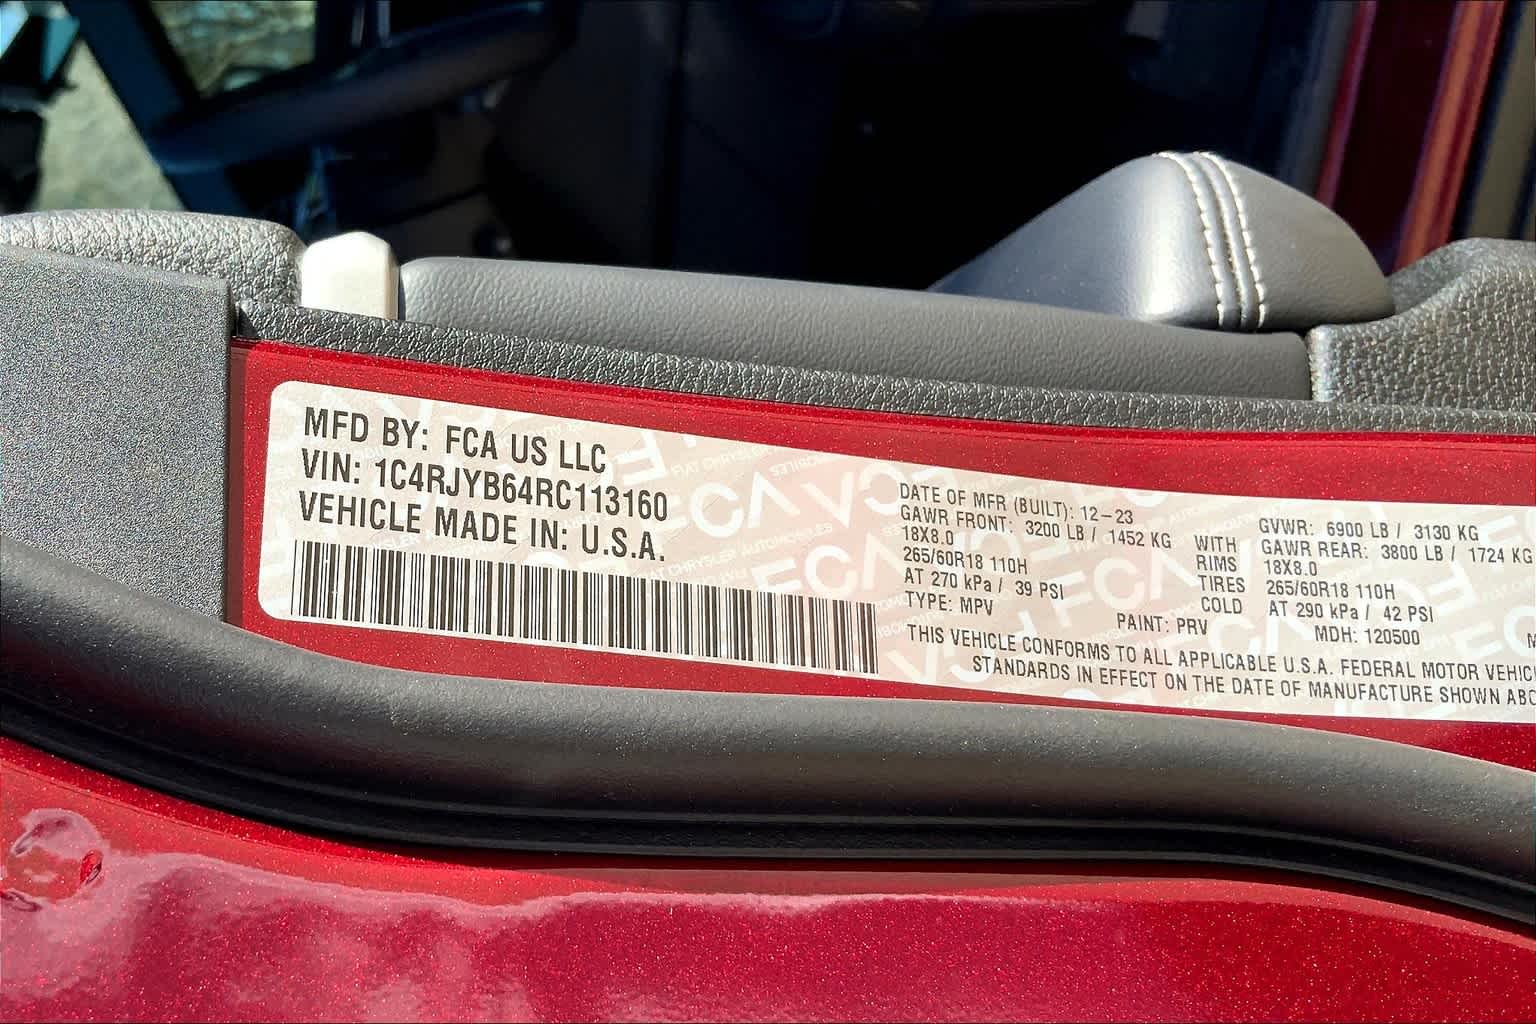 MFD BY: FCA US LLC
VIN: 1C4RJYB64RC113160
VEHICLE MADE IN: U.S.A.
DATE OF MFR (BUILT): 12-23
GAWR FRONT: 3200 LB / 1452 KG
18X8.0
265/60R18 110H
AT 270 kPa / 39 PSI
TYPE: MPV
WITH
RIMS
TIRES
COLD
GVWR: 6900 LB / 3130 KG
GAWR REAR: 3800 LB / 1724 KG
18X8.0
265/60R18 110H
AT 290 kPa / 42 PSI
PAINT: PRV
MDH: 120500
THIS VEHICLE CONFORMS TO ALL APPLICABLE U.S.A. FEDERAL MOTOR
STANDARDS IN EFFECT ON THE DATE OF MANUFACTURE SHOWN